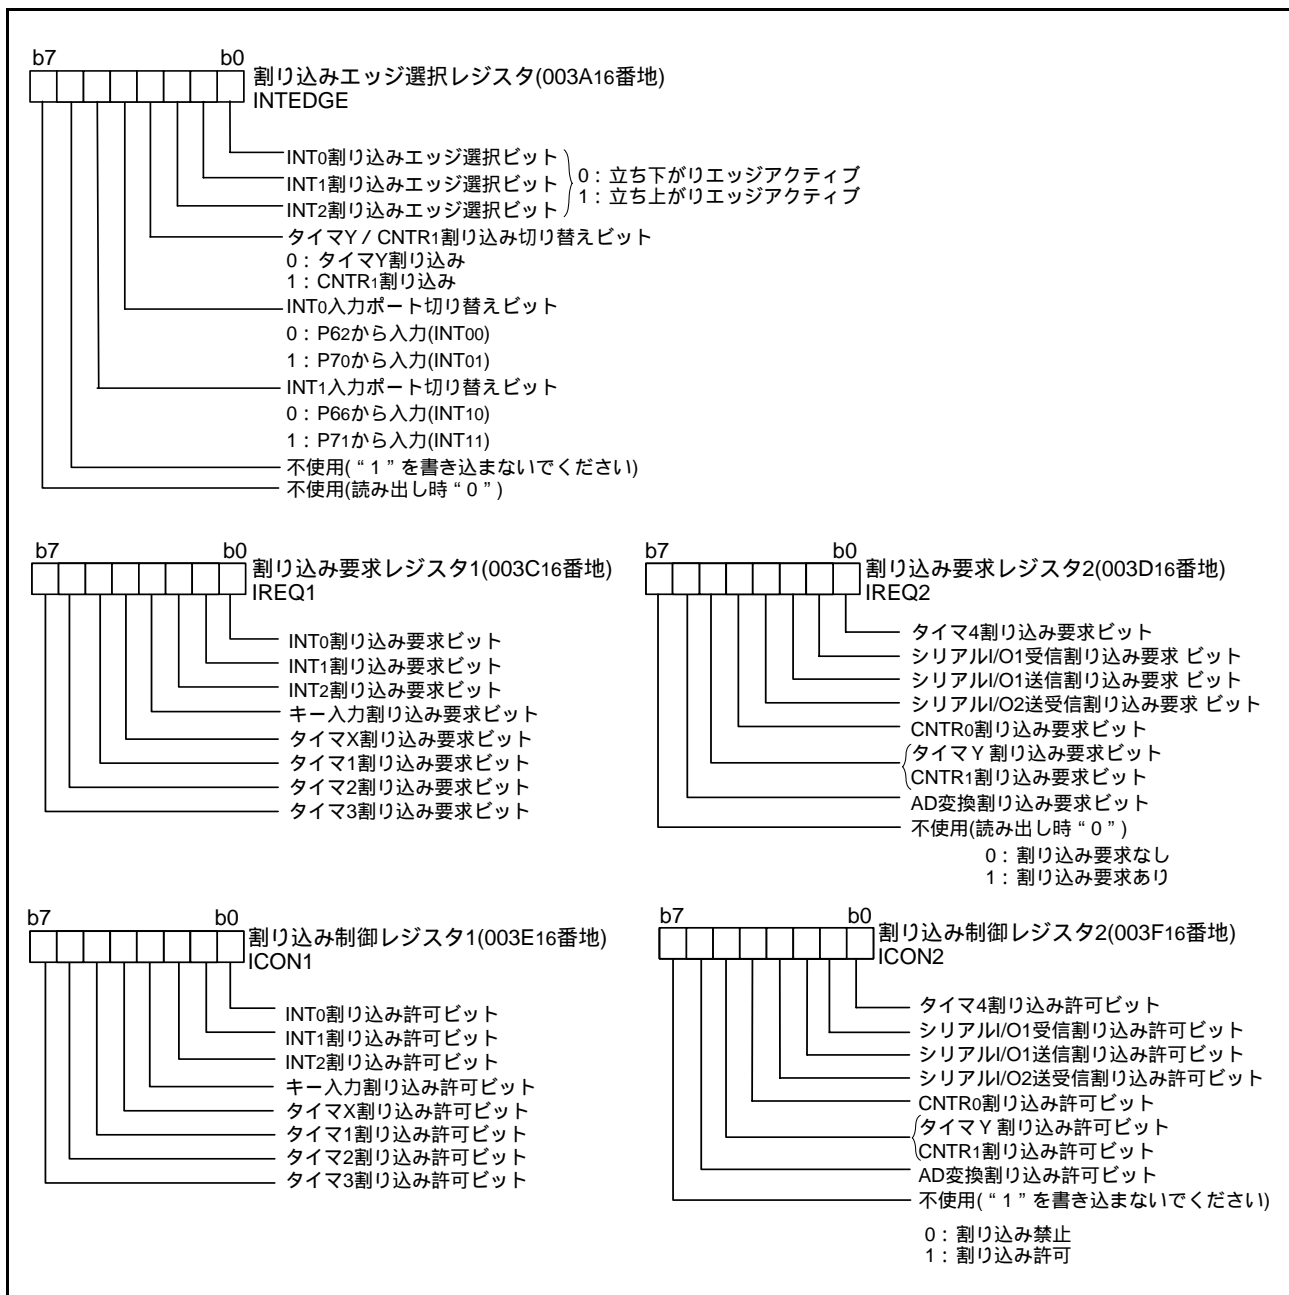 b7 b0
割り込みエッジ選択レジスタ(003A16番地)
INTEDGE
INT0割り込みエッジ選択ビット
INT1割り込みエッジ選択ビット
INT2割り込みエッジ選択ビット
0:立ち下がりエッジアクティブ
1:立ち上がりエッジアクティブ
タイマY / CNTR1割り込み切り替えビット
0:タイマY割り込み
1:CNTR1割り込み
INT0入力ポート切り替えビット
0:P62から入力(INT00)
1:P70から入力(INT01)
INT1入力ポート切り替えビット
0:P66から入力(INT10)
1:P71から入力(INT11)
不使用(“1”を書き込まないでください)
不使用(読み出し時“0”)
b7 b0
割り込み要求レジスタ1(003C16番地)
IREQ1
INT0割り込み要求ビット
INT1割り込み要求ビット
INT2割り込み要求ビット
キー入力割り込み要求ビット
タイマX割り込み要求ビット
タイマ1割り込み要求ビット
タイマ2割り込み要求ビット
タイマ3割り込み要求ビット
b7 b0
割り込み要求レジスタ2(003D16番地)
IREQ2
タイマ4割り込み要求ビット
シリアルI/O1受信割り込み要求 ビット
シリアルI/O1送信割り込み要求 ビット
シリアルI/O2送受信割り込み要求 ビット
CNTR0割り込み要求ビット
タイマY 割り込み要求ビット
CNTR1割り込み要求ビット
AD変換割り込み要求ビット
不使用(読み出し時“0”)
0:割り込み要求なし
1:割り込み要求あり
b7 b0
割り込み制御レジスタ1(003E16番地)
ICON1
INT0割り込み許可ビット
INT1割り込み許可ビット
INT2割り込み許可ビット
キー入力割り込み許可ビット
タイマX割り込み許可ビット
タイマ1割り込み許可ビット
タイマ2割り込み許可ビット
タイマ3割り込み許可ビット
b7 b0
割り込み制御レジスタ2(003F16番地)
ICON2
タイマ4割り込み許可ビット
シリアルI/O1受信割り込み許可ビット
シリアルI/O1送信割り込み許可ビット
シリアルI/O2送受信割り込み許可ビット
CNTR0割り込み許可ビット
タイマY 割り込み許可ビット
CNTR1割り込み許可ビット
AD変換割り込み許可ビット
不使用(“1”を書き込まないでください)
0:割り込み禁止
1:割り込み許可